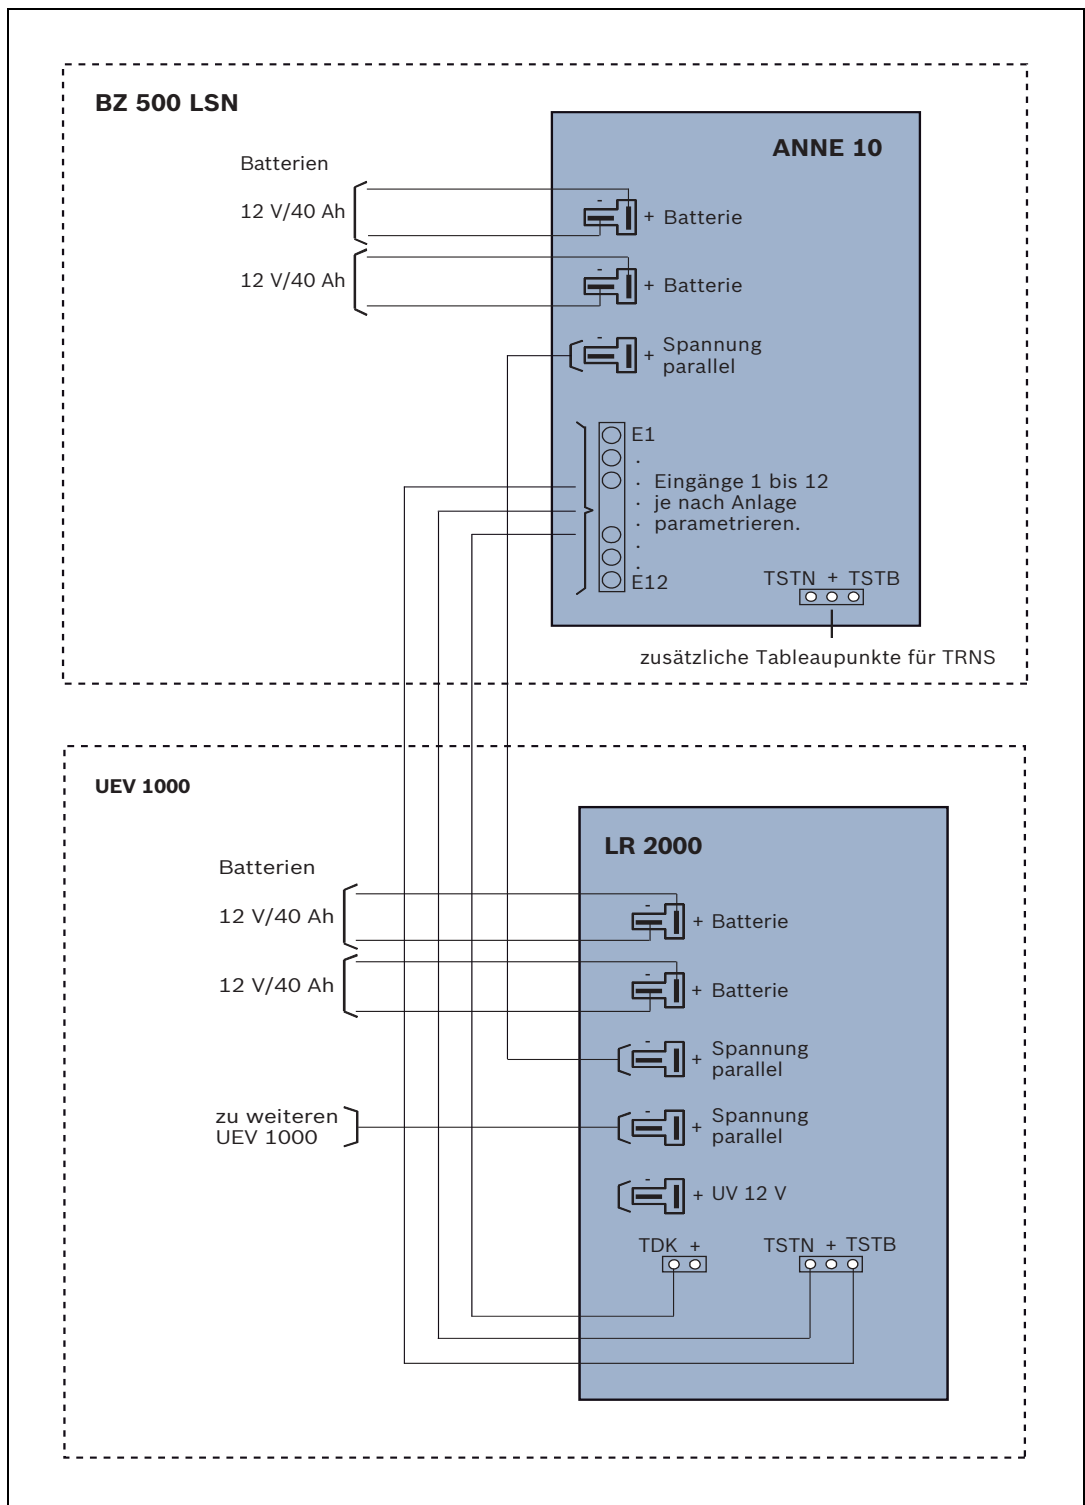 BZ 500 LSN
ANNE 10
Batterien
12 V/40 Ah
-
+ Batterie
12 V/40 Ah
-
+ Batterie
-
+ Spannung
parallel
E1
.
. Eingänge 1 bis 12
. je nach Anlage
. parametrieren.
.
.
E12
TSTN + TSTB
zusätzliche Tableaupunkte für TRNS
UEV 1000
LR 2000
Batterien
12 V/40 Ah
-
+ Batterie
12 V/40 Ah
-
+ Batterie
-
+ Spannung
parallel
zu weiteren
UEV 1000
-
+ Spannung
parallel
-
+ UV 12 V
TDK +
TSTN + TSTB